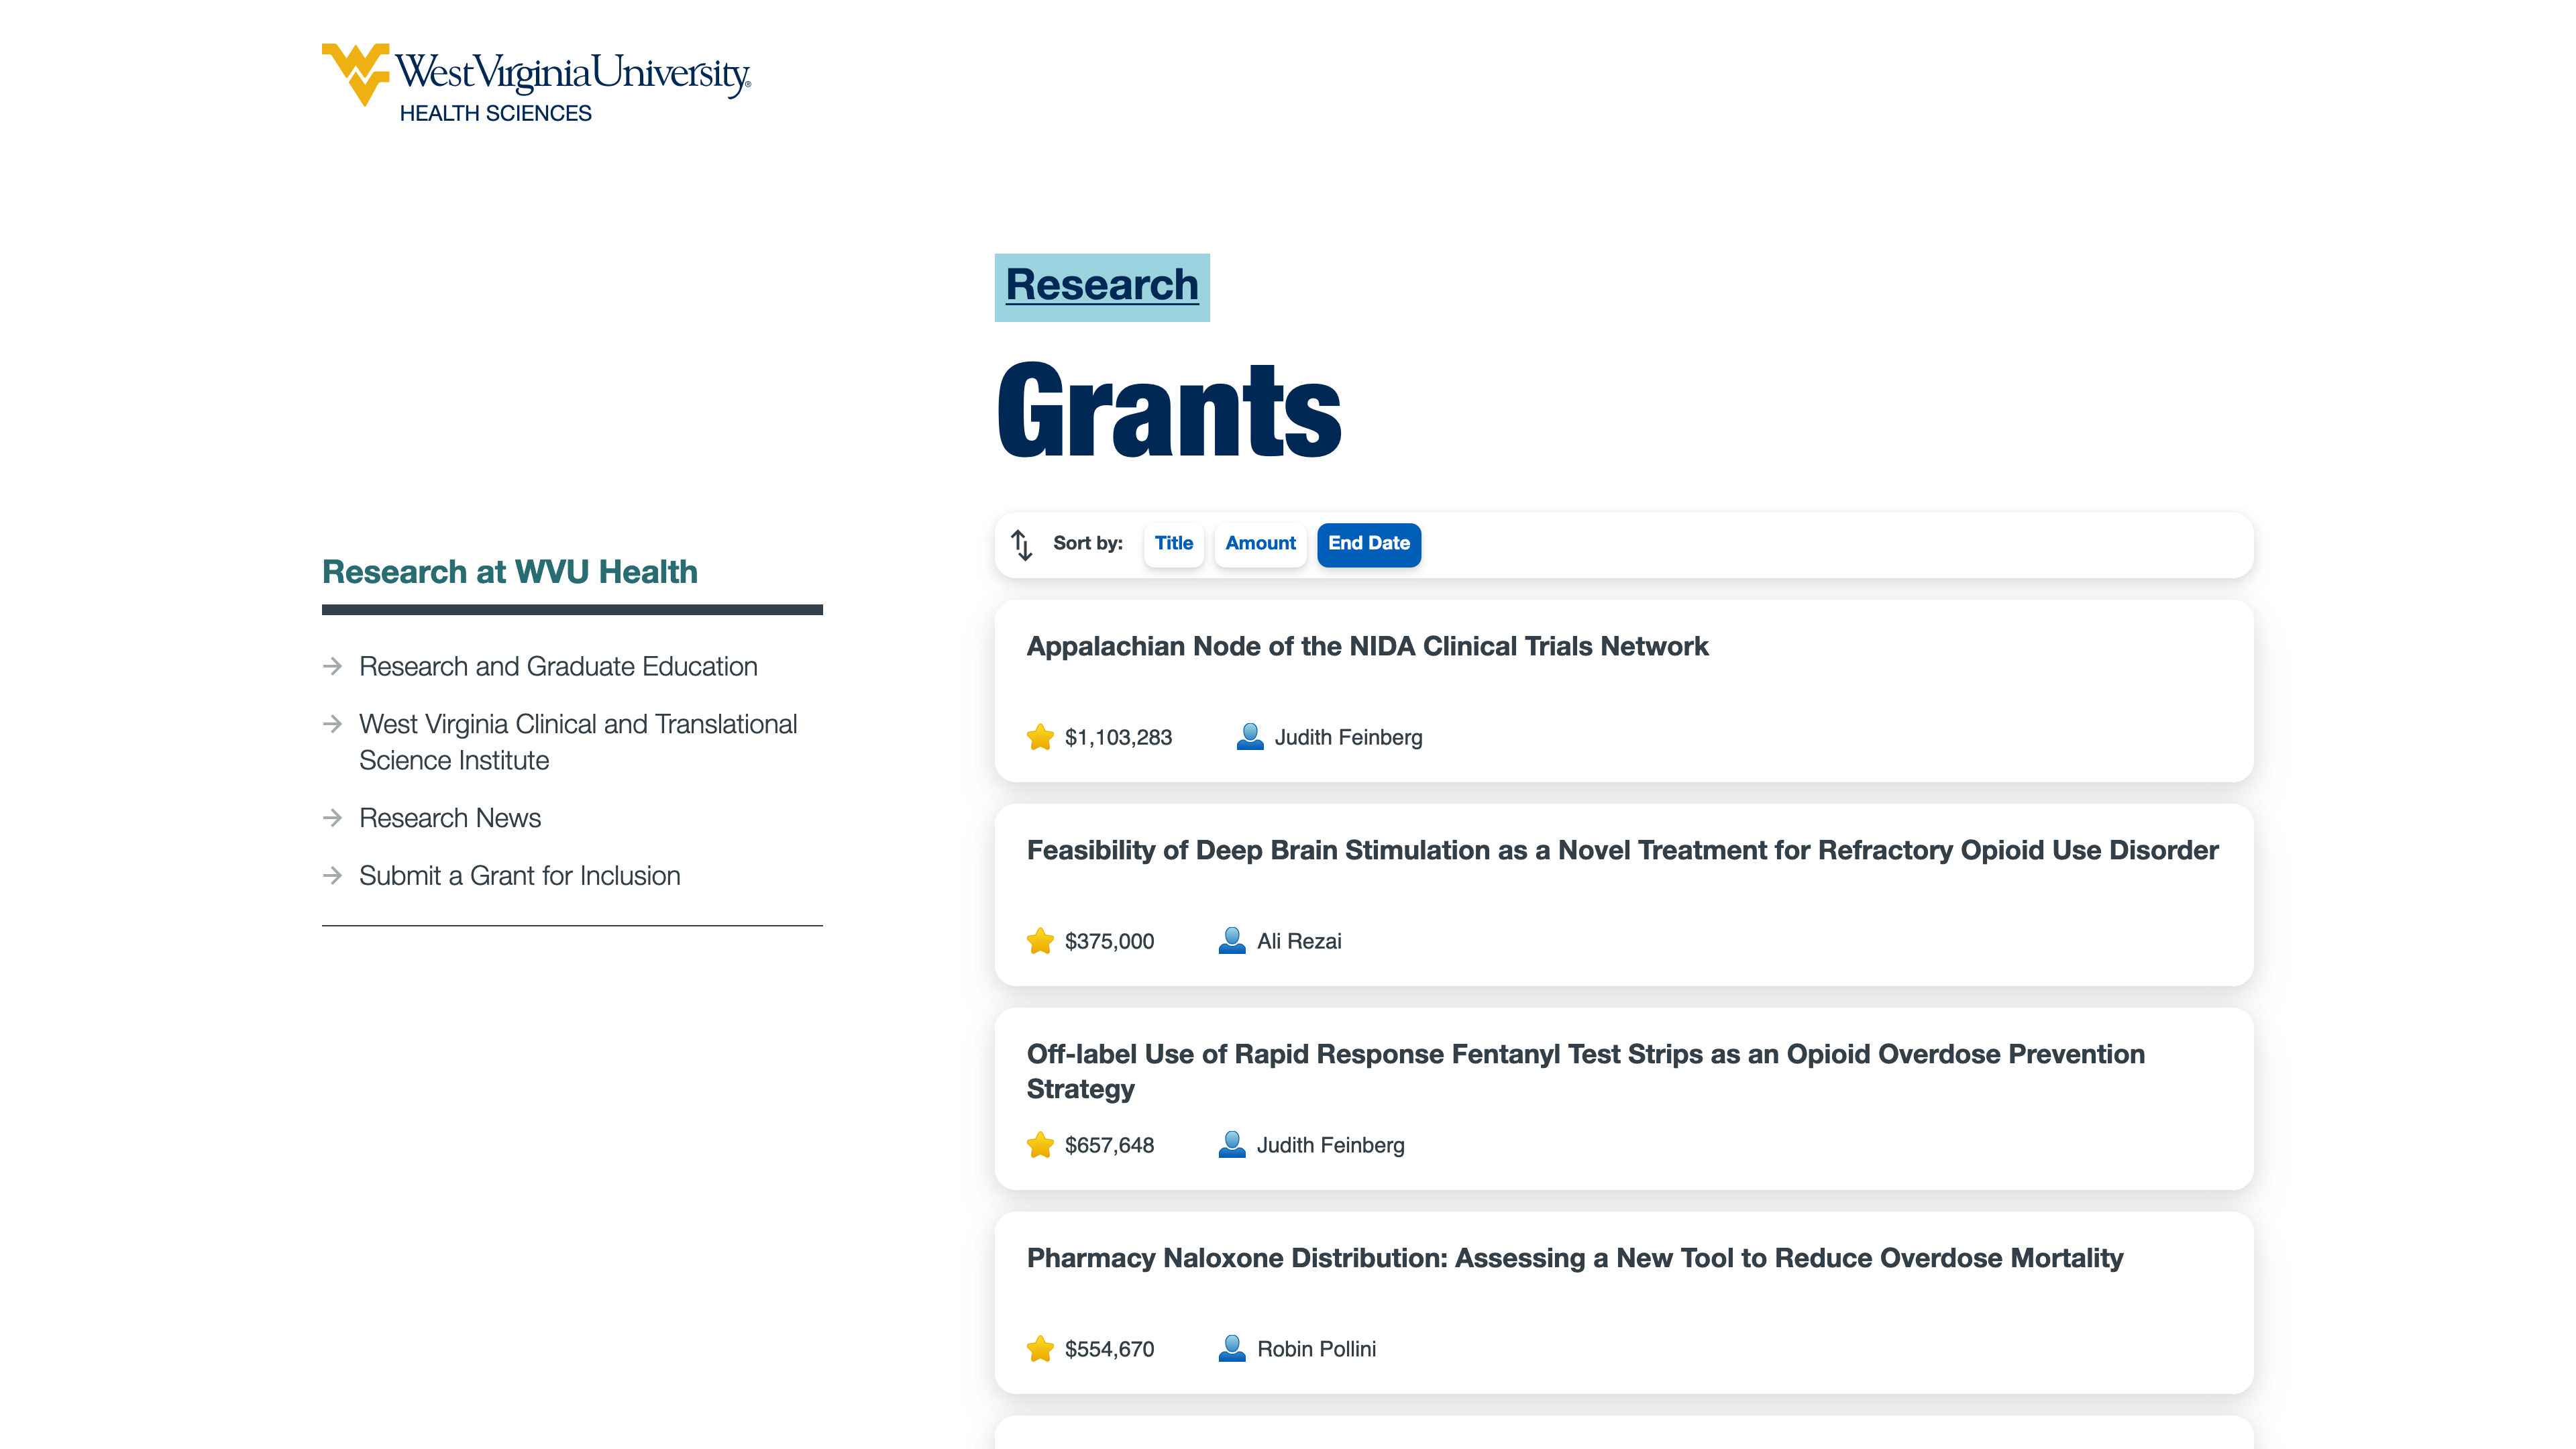 West Virginia University®
HEALTH SCIENCES
Research
Grants
Sort by: Title Amount End Date
Research at WVU Health
Research and Graduate Education
West Virginia Clinical and Translational
Science Institute
Research News
Submit a Grant for Inclusion
Appalachian Node of the NIDA Clinical Trials Network
$1,103,283 Judith Feinberg
Feasibility of Deep Brain Stimulation as a Novel Treatment for Refractory Opioid Use Disorder
$375,000 Ali Rezai
Off-label Use of Rapid Response Fentanyl Test Strips as an Opioid Overdose Prevention
Strategy
$657,648 Judith Feinberg
Pharmacy Naloxone Distribution: Assessing a New Tool to Reduce Overdose Mortality
$554,670 Robin Pollini